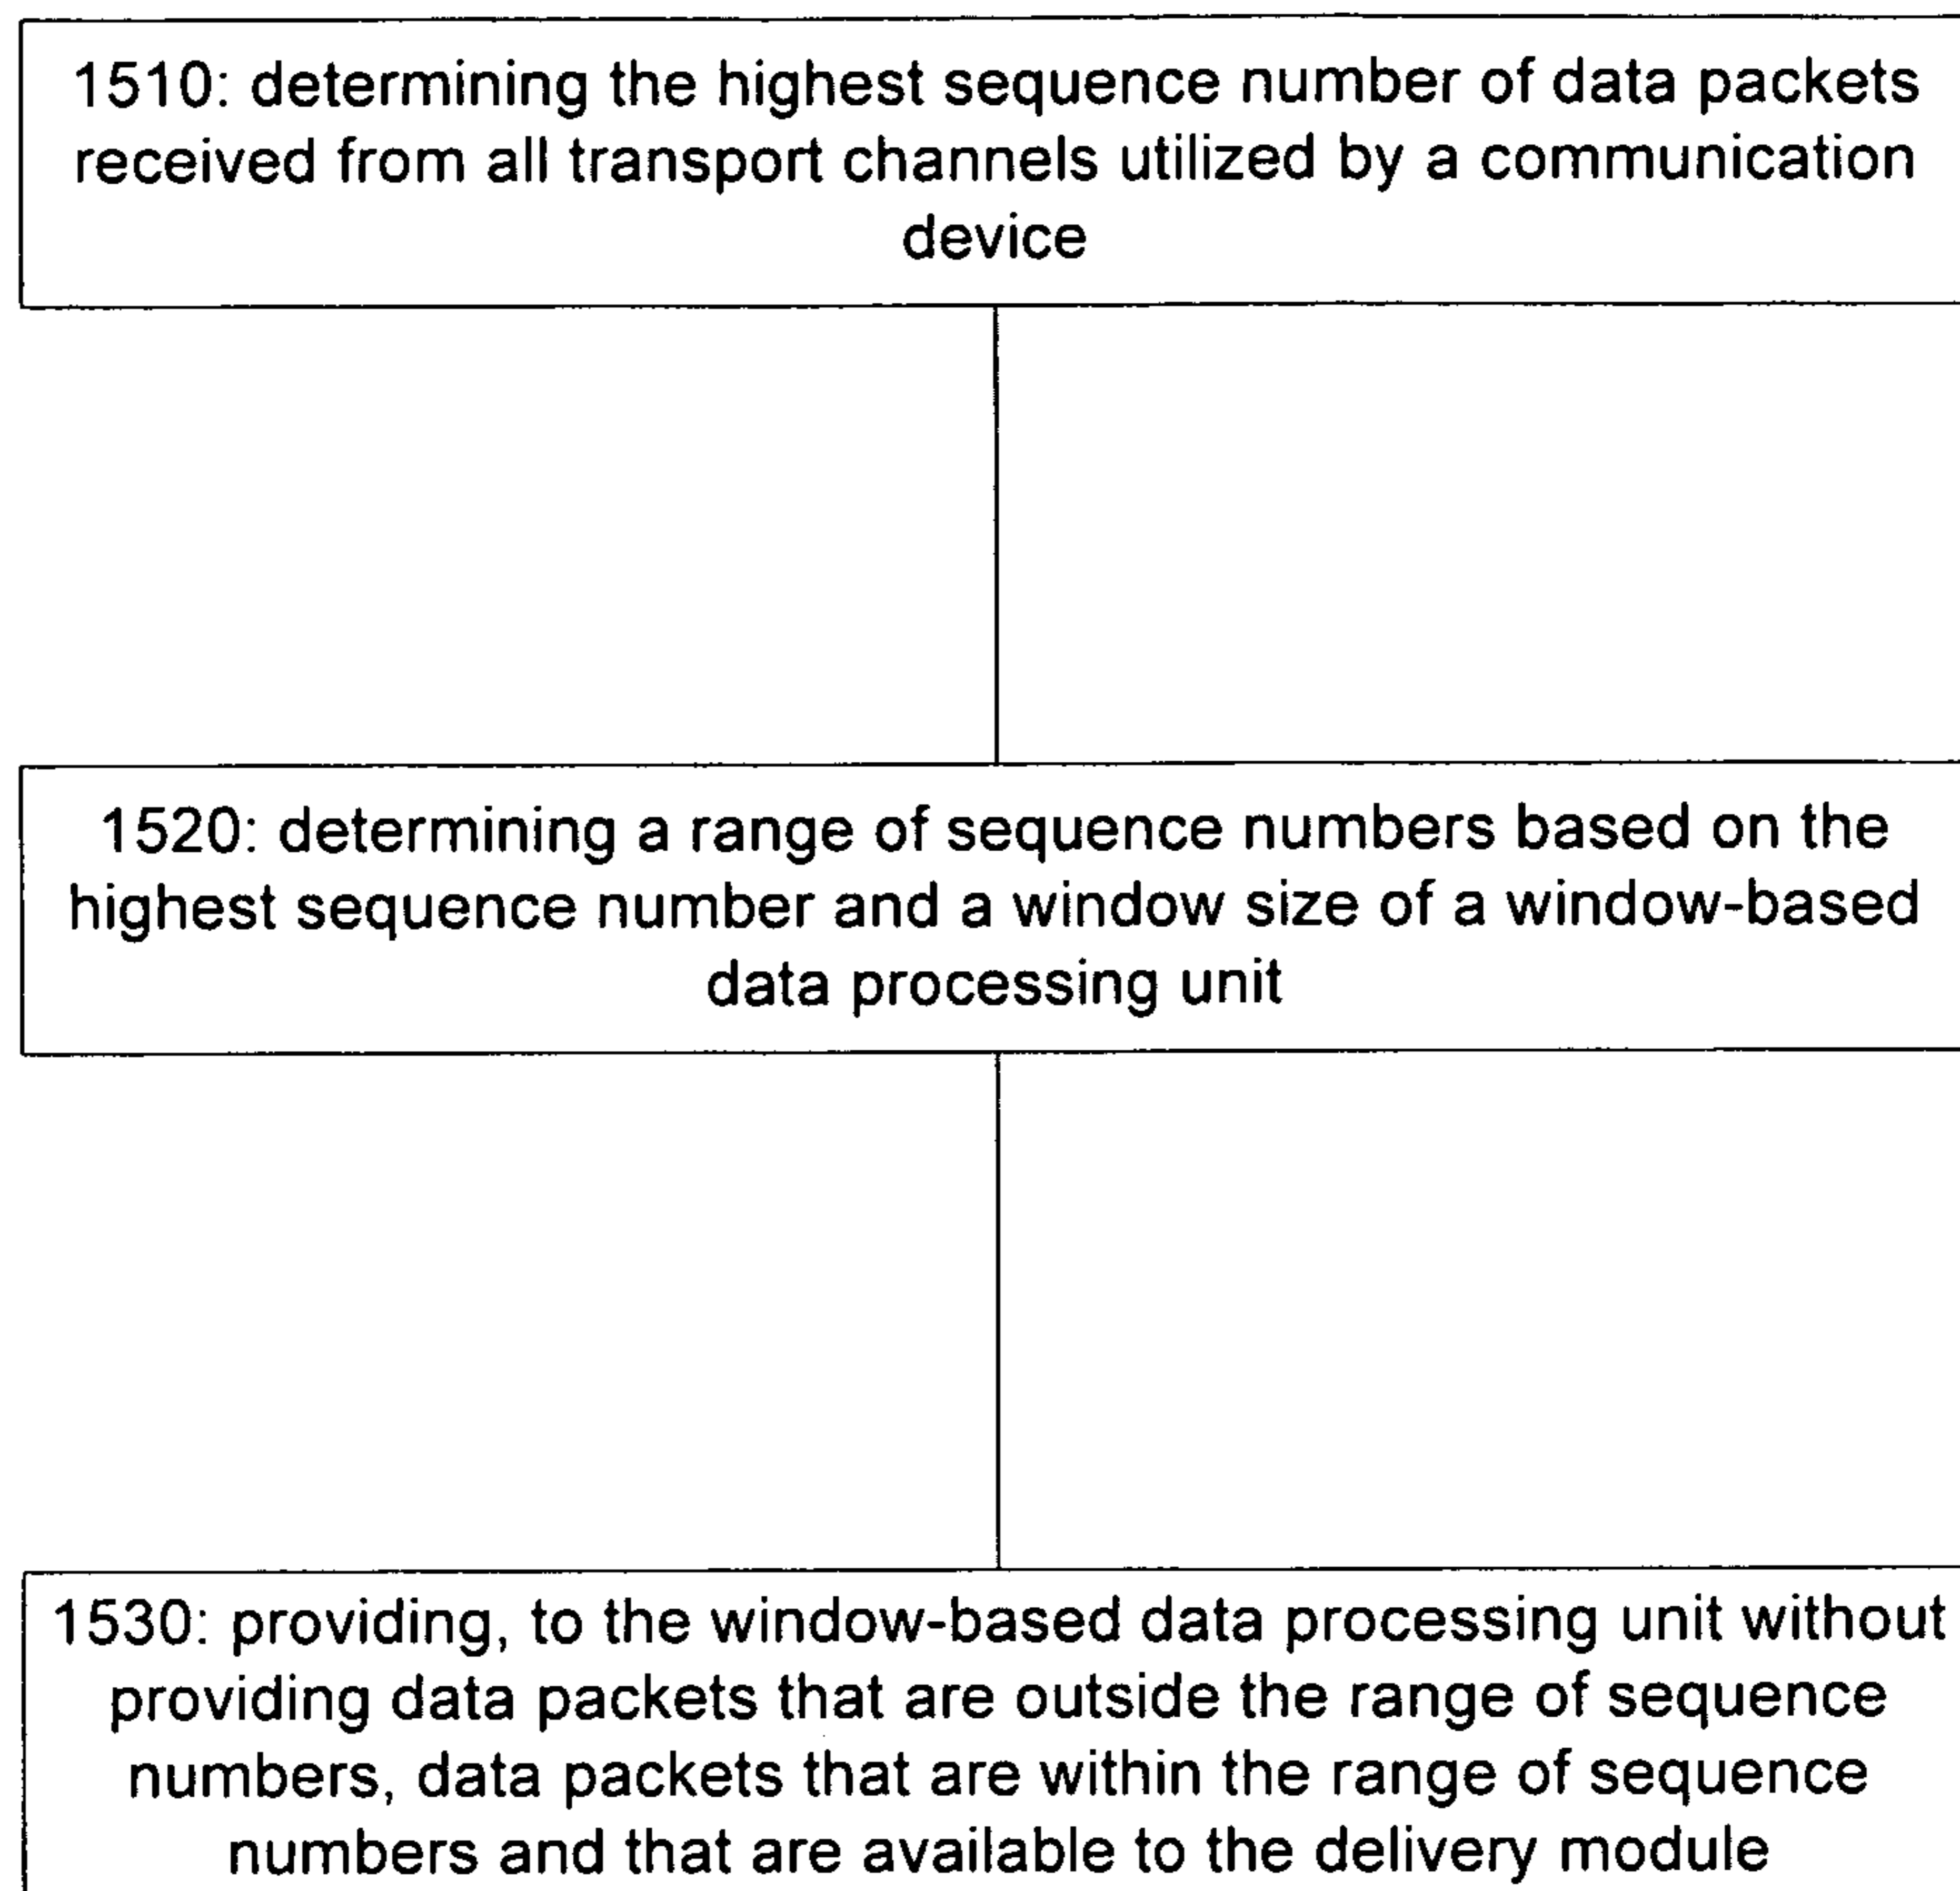 1510: determining the highest sequence number of data packets
received from all transport channels utilized by a communication
device
1520: determining a range of sequence numbers based on the
highest sequence number and a window size of a window-based
data processing unit
1530: providing, to the window-based data processing unit without
providing data packets that are outside the range of sequence
numbers, data packets that are within the range of sequence
numbers and that are available to the delivery module